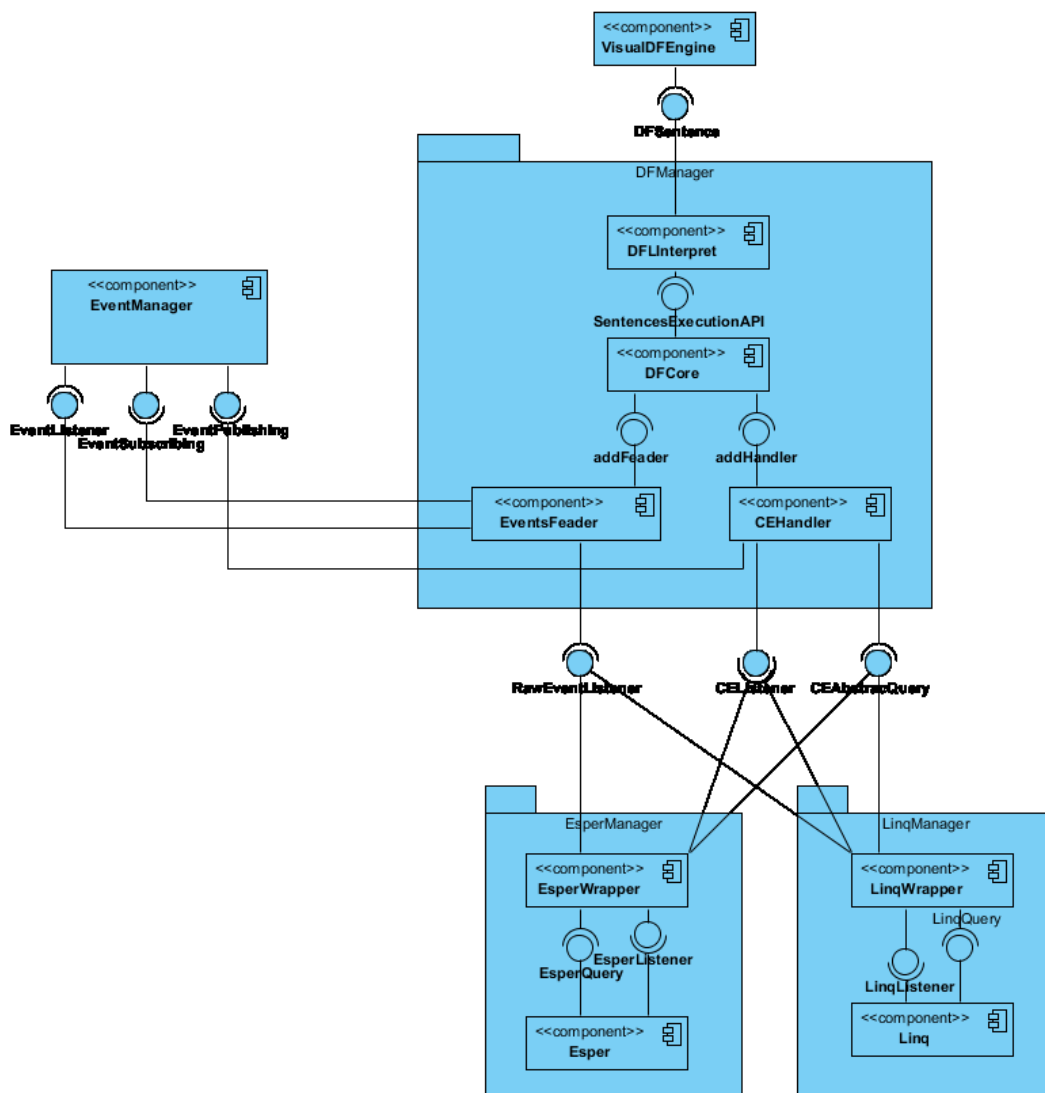 <<component>>
VisualDFEngine
DFSentence
DFManager
<<component>>
DFLInterpret
SentencesExecutionAPI
<<component>>
DFCore
addFeader
addHandler
<<component>>
EventManager
EventListener
EventSubscribing
EventPublishing
<<component>>
EventsFeader
<<component>>
CEHandler
RawEventListener
CEListener
CEAbstracQuery
EsperManager
<<component>>
EsperWrapper
EsperQuery
EsperListener
<<component>>
Esper
LinqManager
<<component>>
LinqWrapper
LinqQuery
LinqListener
<<component>>
Linq